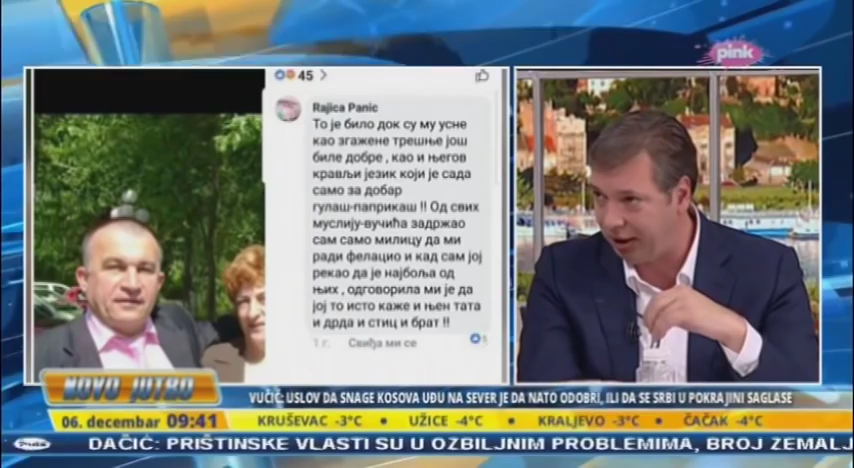 pink
45
Rajica Panic
То је било док су му усне
као згажене трешње још
биле добре , као и његов
крављи језик који је сада
само за добар
гулаш-паприкаш !! Од свих
муслију-вучића задржао
сам само милицу да ми
ради фелацио и кад сам јој
рекао да је најбоља од
њих , одговорила ми је да
јој то исто каже и њен тата
и дрда и стиц и брат !!
1 г. Свиђа ми се
1
NOVO JUTRO
VUČIĆ: USLOV DA SNAGE KOSOVA UĐU NA SEVER JE DA NATO ODOBRI, ILI DA SE SRBI U POKRAJINI SAGLASE
06. decembar 09:41 KRUŠEVAC -3°C • UŽICE -4°C • KRALJEVO -3°C • ČAČAK -4°C
DAČIĆ: PRIŠTINSKE VLASTI SU U OZBILJNIM PROBLEMIMA, BROJ ZEMALJ